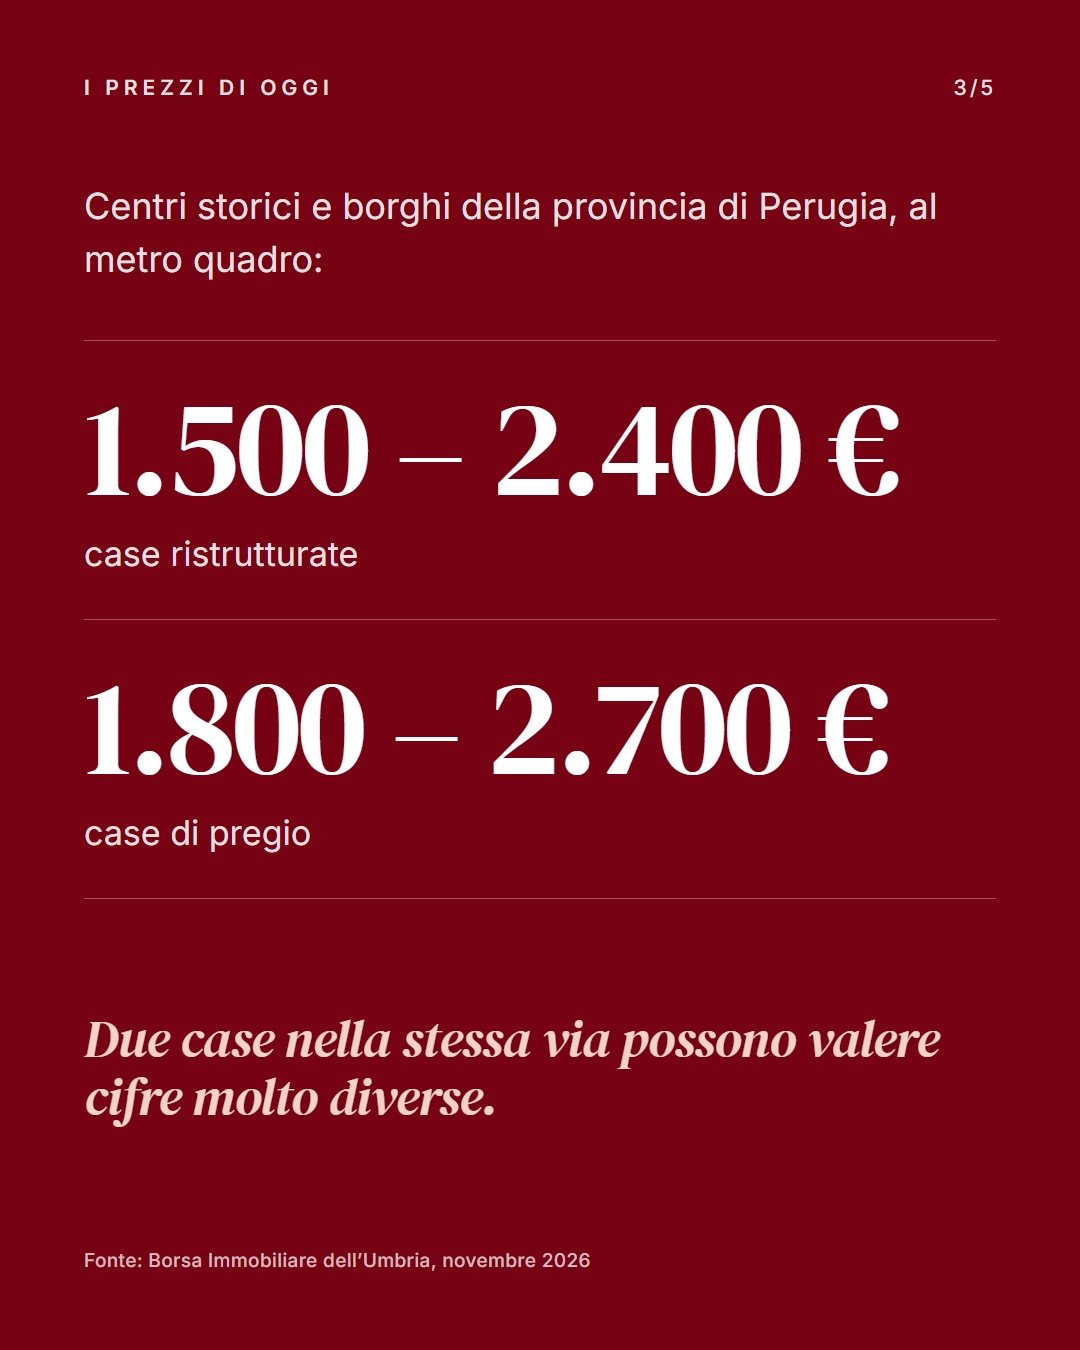 I PREZZI DI OGGI
3/5
Centri storici e borghi della provincia di Perugia, al
metro quadro:
1.500 – 2.400 €
case ristrutturate
1.800 – 2.700 €
case di pregio
Due case nella stessa via possono valere
cifre molto diverse.
Fonte: Borsa Immobiliare dell’Umbria, novembre 2026